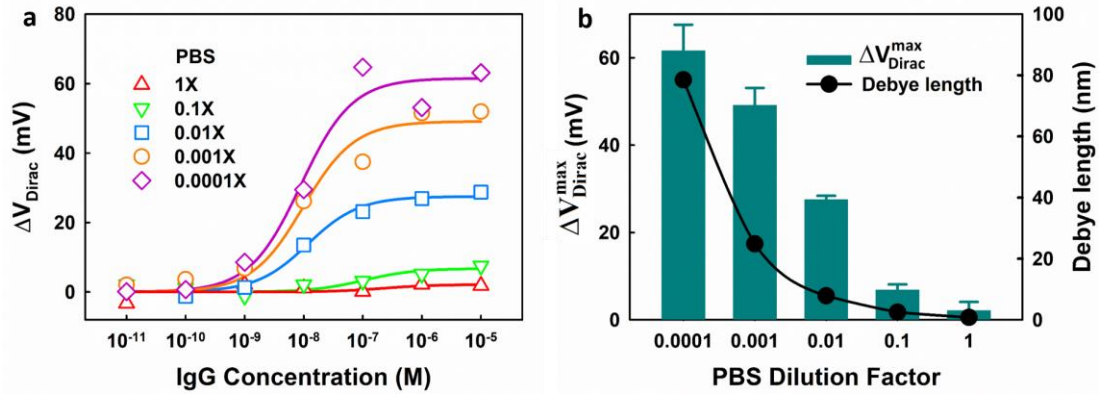 a
80
60
40
20
0
ΔV_Dirac (mV)
PBS
1X
0.1X
0.01X
0.001X
0.0001X
10⁻¹¹ 10⁻¹⁰ 10⁻⁹ 10⁻⁸ 10⁻⁷ 10⁻⁶ 10⁻⁵
IgG Concentration (M)
b
60
40
20
0
ΔV_Dirac^max (mV)
ΔV_Dirac^max
Debye length
100
80
60
40
20
0
Debye length (nm)
0.0001 0.001 0.01 0.1 1
PBS Dilution Factor